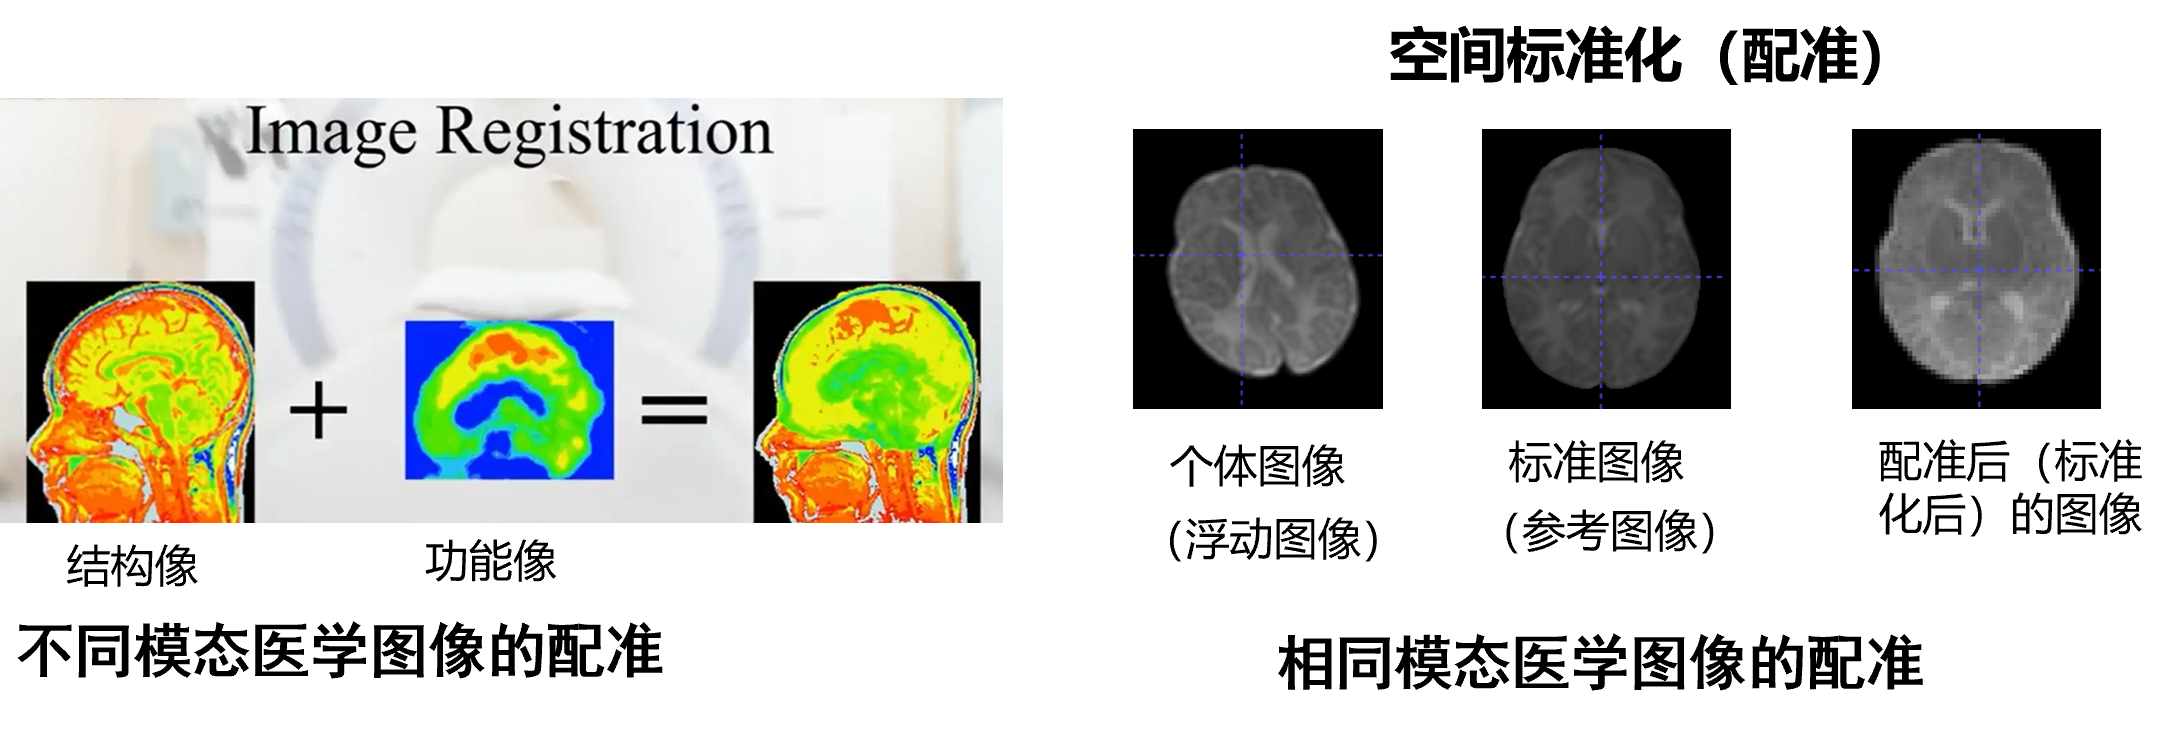 Image Registration
+
=
结构像
功能像
不同模态医学图像的配准
空间标准化（配准）
个体图像
（浮动图像）
标准图像
（参考图像）
配准后（标准
化后）的图像
相同模态医学图像的配准